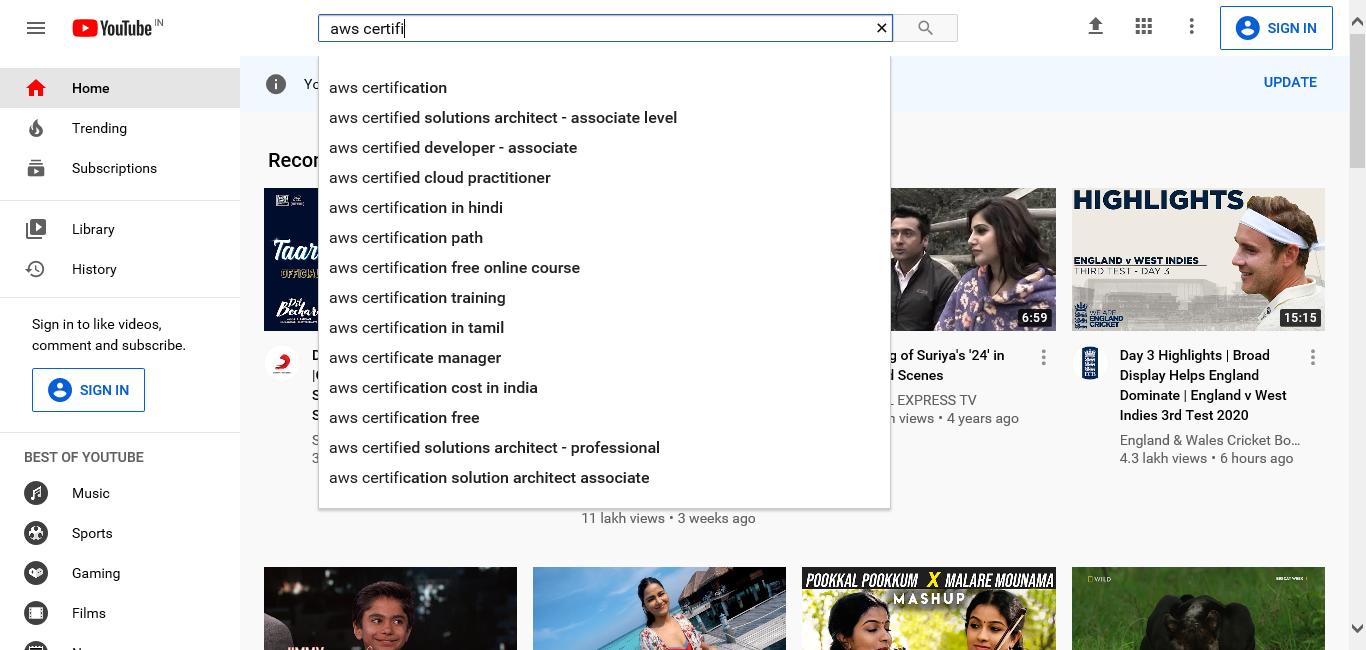 YouTube IN
aws certifi
SIGN IN
Home
Trending
Subscriptions
Library
History
Sign in to like videos,
comment and subscribe.
SIGN IN
BEST OF YOUTUBE
Music
Sports
Gaming
Films
UPDATE
aws certification
aws certified solutions architect - associate level
aws certified developer - associate
aws certified cloud practitioner
aws certification in hindi
aws certification path
aws certification free online course
aws certification training
aws certification in tamil
aws certificate manager
aws certification cost in india
aws certification free
aws certified solutions architect - professional
aws certification solution architect associate
11 lakh views • 3 weeks ago
6:59
g of Suriya's '24' in
d Scenes
EXPRESS TV
views • 4 years ago
HIGHLIGHTS
ENGLAND v WEST INDIES
THIRD TEST - DAY 3
WE ARE
ENGLAND
CRICKET
15:15
Day 3 Highlights | Broad
Display Helps England
Dominate | England v West
Indies 3rd Test 2020
England & Wales Cricket Bo...
4.3 lakh views • 6 hours ago
POOKKAL POOKKUM X MALARE MOUNAMA
MASHUP
WILD